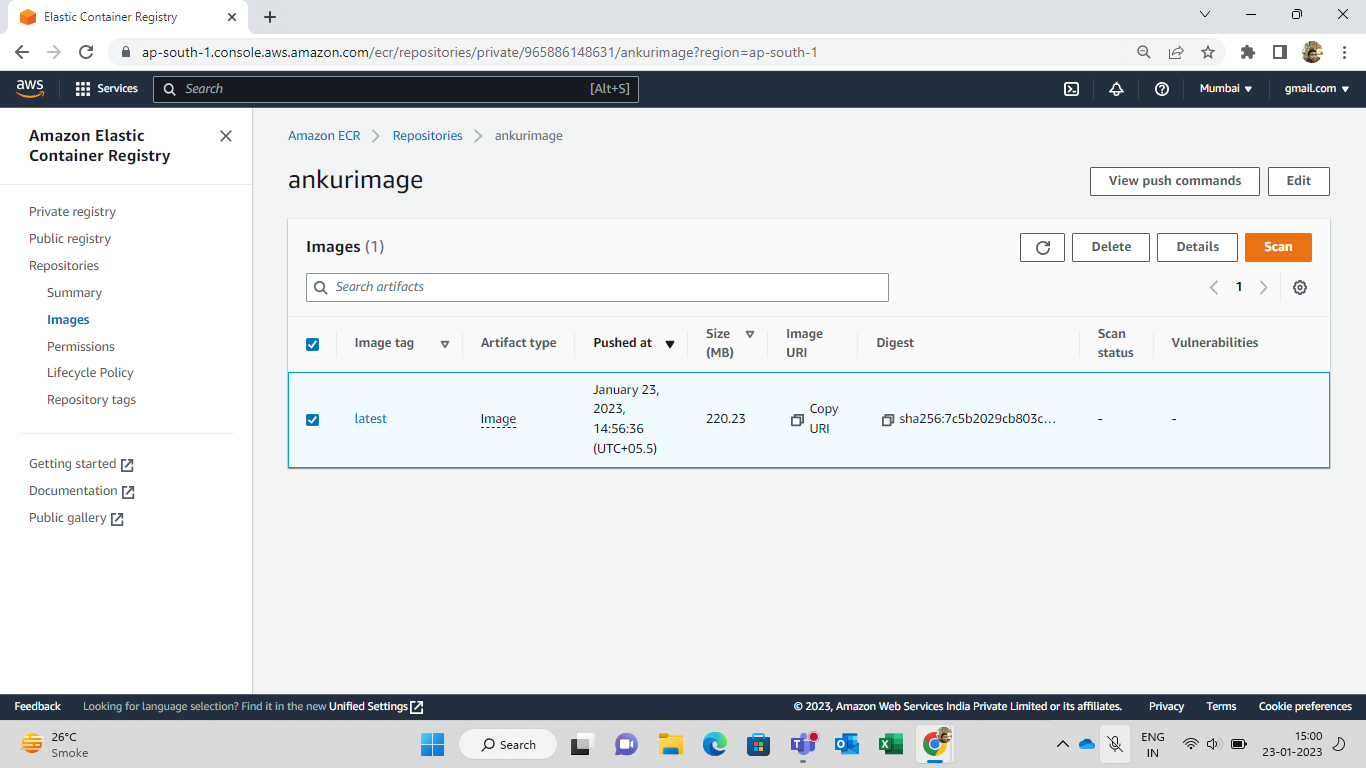 Elastic Container Registry
ap-south-1.console.aws.amazon.com/ecr/repositories/private/965886148631/ankurimage?region=ap-south-1
aws
Services
Search
[Alt+S]
Mumbai
gmail.com
Amazon Elastic
Container Registry
Private registry
Public registry
Repositories
Summary
Images
Permissions
Lifecycle Policy
Repository tags
Getting started
Documentation
Public gallery
Amazon ECR
Repositories
ankurimage
ankurimage
View push commands
Edit
Images (1)
Delete
Details
Scan
Search artifacts
1
Image tag
Artifact type
Pushed at
Size
(MB)
Image
URI
Digest
Scan
status
Vulnerabilities
latest
Image
January 23,
2023,
14:56:36
(UTC+05.5)
220.23
Copy
URI
sha256:7c5b2029cb803c...
-
-
Feedback
Looking for language selection? Find it in the new Unified Settings
© 2023, Amazon Web Services India Private Limited or its affiliates.
Privacy
Terms
Cookie preferences
26°C
Smoke
Search
ENG
IN
15:00
23-01-2023